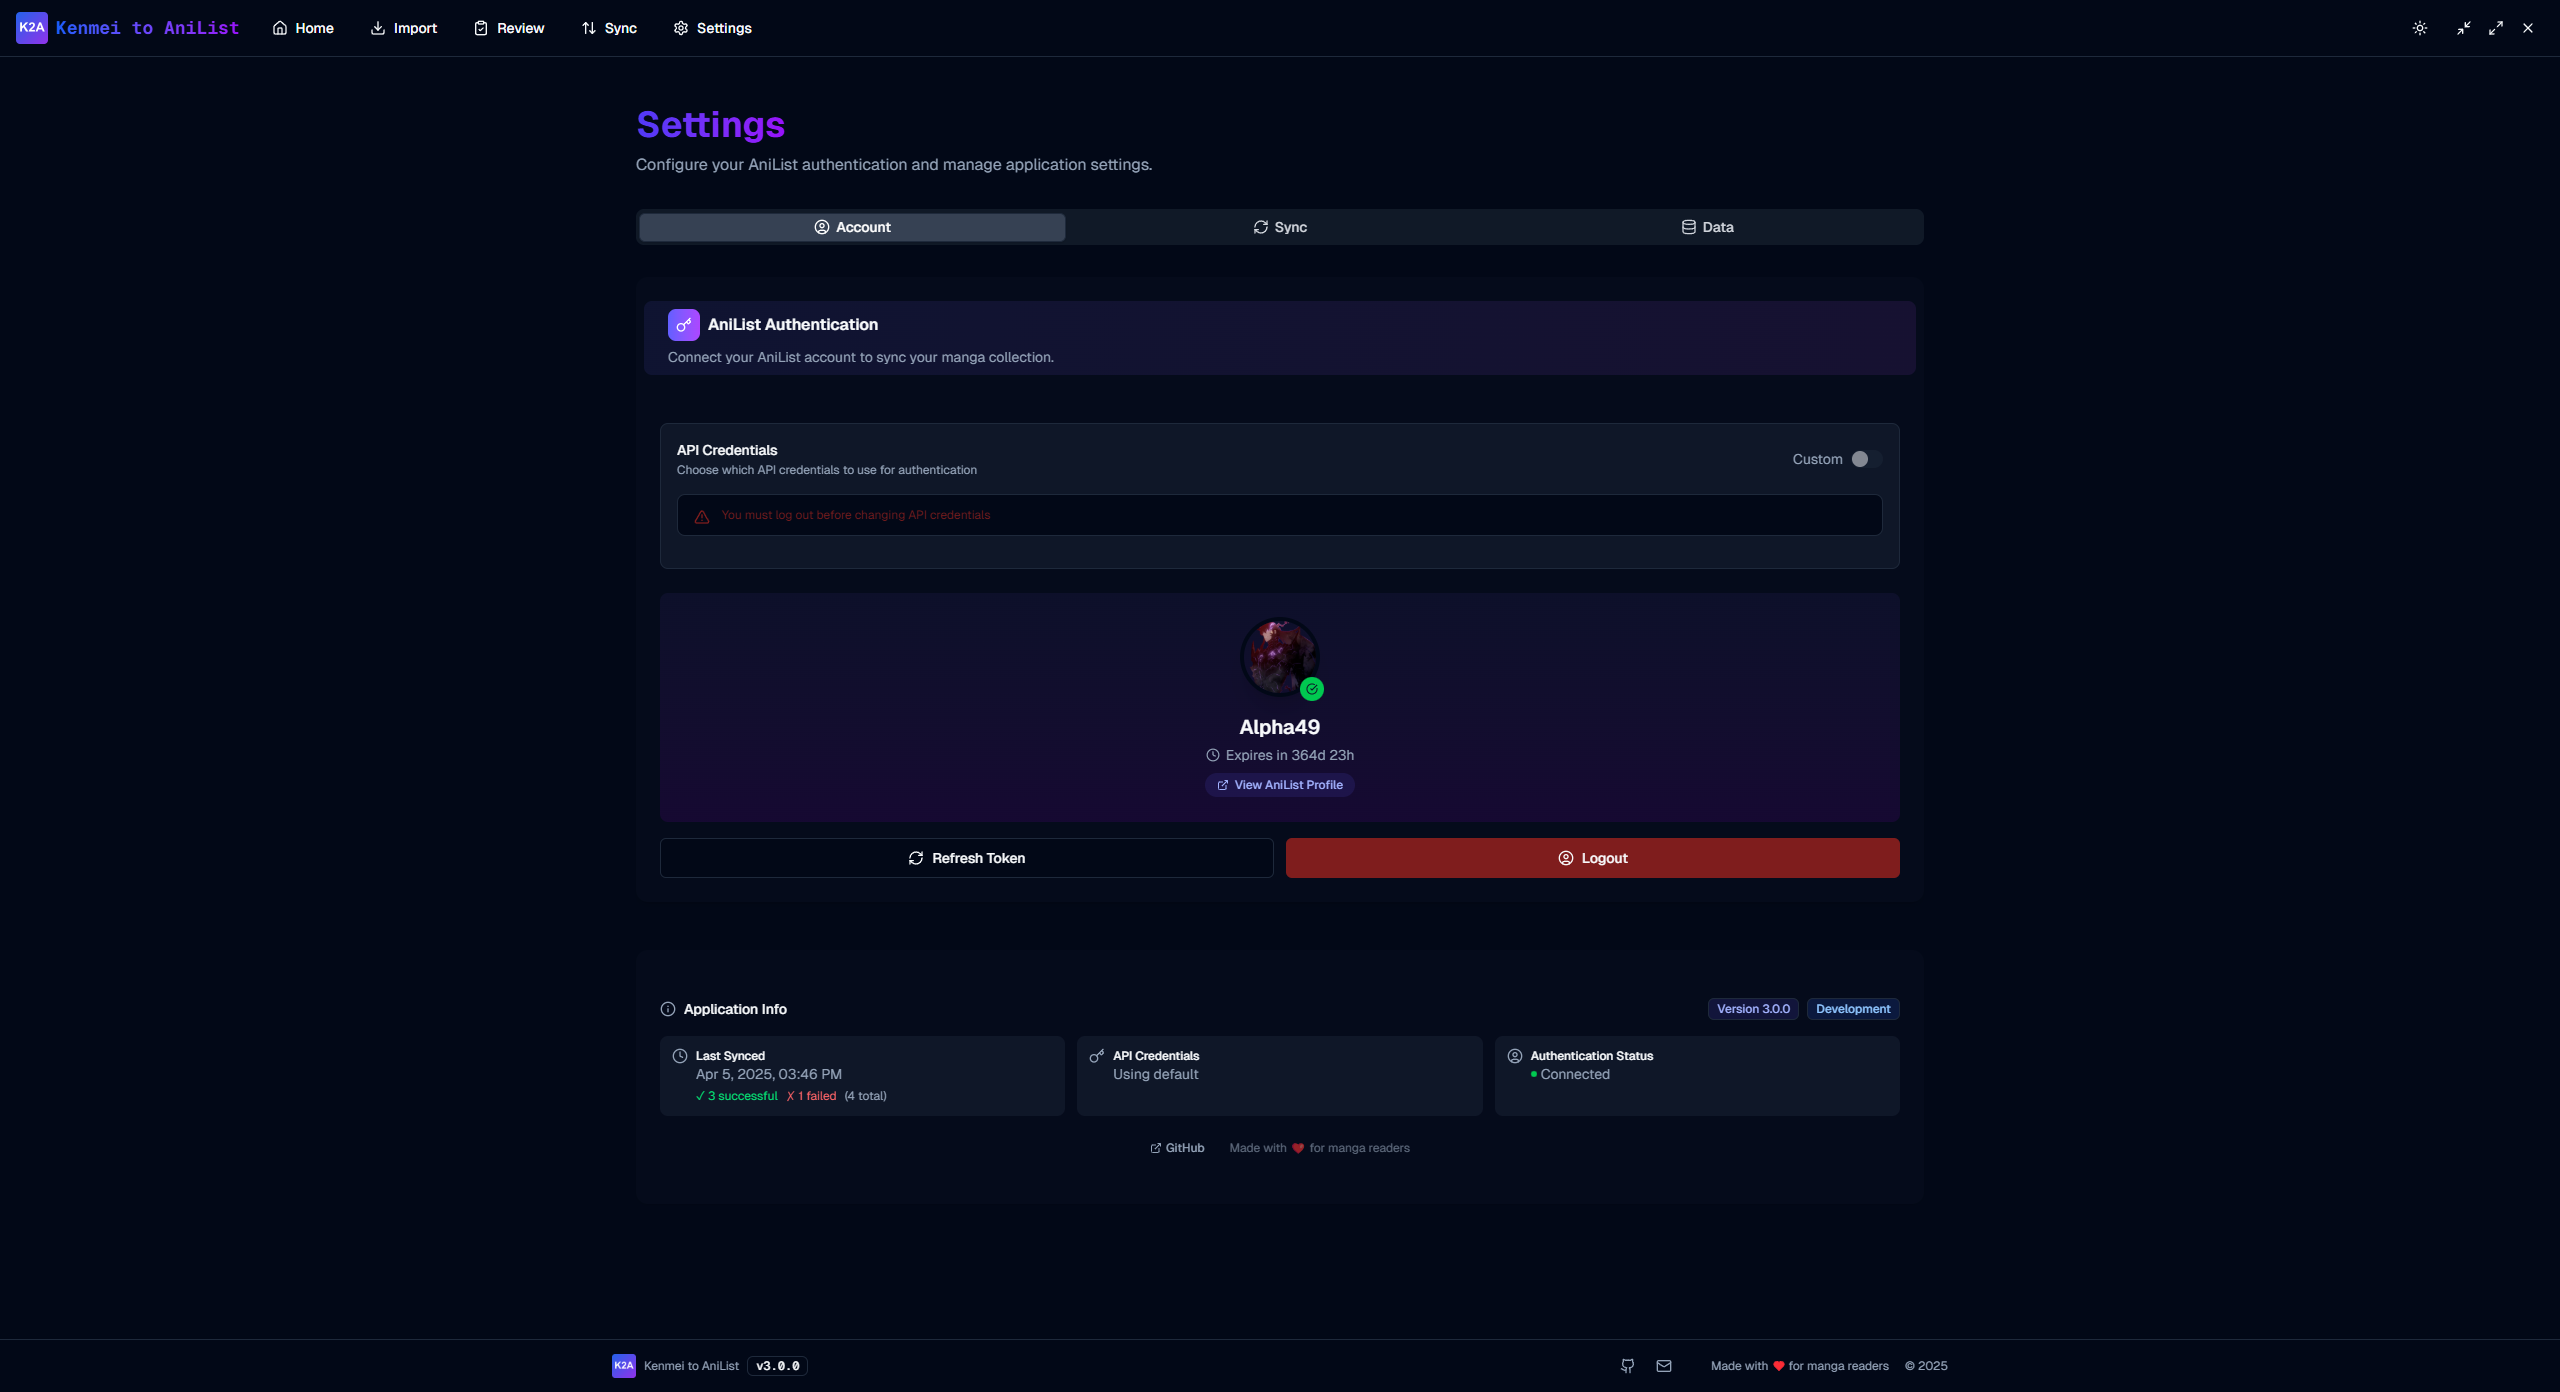 K2A Kenmei to AniList Home Import Review Sync Settings
Settings
Configure your AniList authentication and manage application settings.
Account Sync Data
AniList Authentication
Connect your AniList account to sync your manga collection.
API Credentials
Choose which API credentials to use for authentication
Custom
You must log out before changing API credentials
Alpha49
Expires in 364d 23h
View AniList Profile
Refresh Token Logout
Application Info Version 3.0.0 Development
Last Synced
Apr 5, 2025, 03:46 PM
✓ 3 successful ✗ 1 failed (4 total)
API Credentials
Using default
Authentication Status
Connected
GitHub Made with ❤ for manga readers
K2A Kenmei to AniList v3.0.0 Made with ❤ for manga readers © 2025